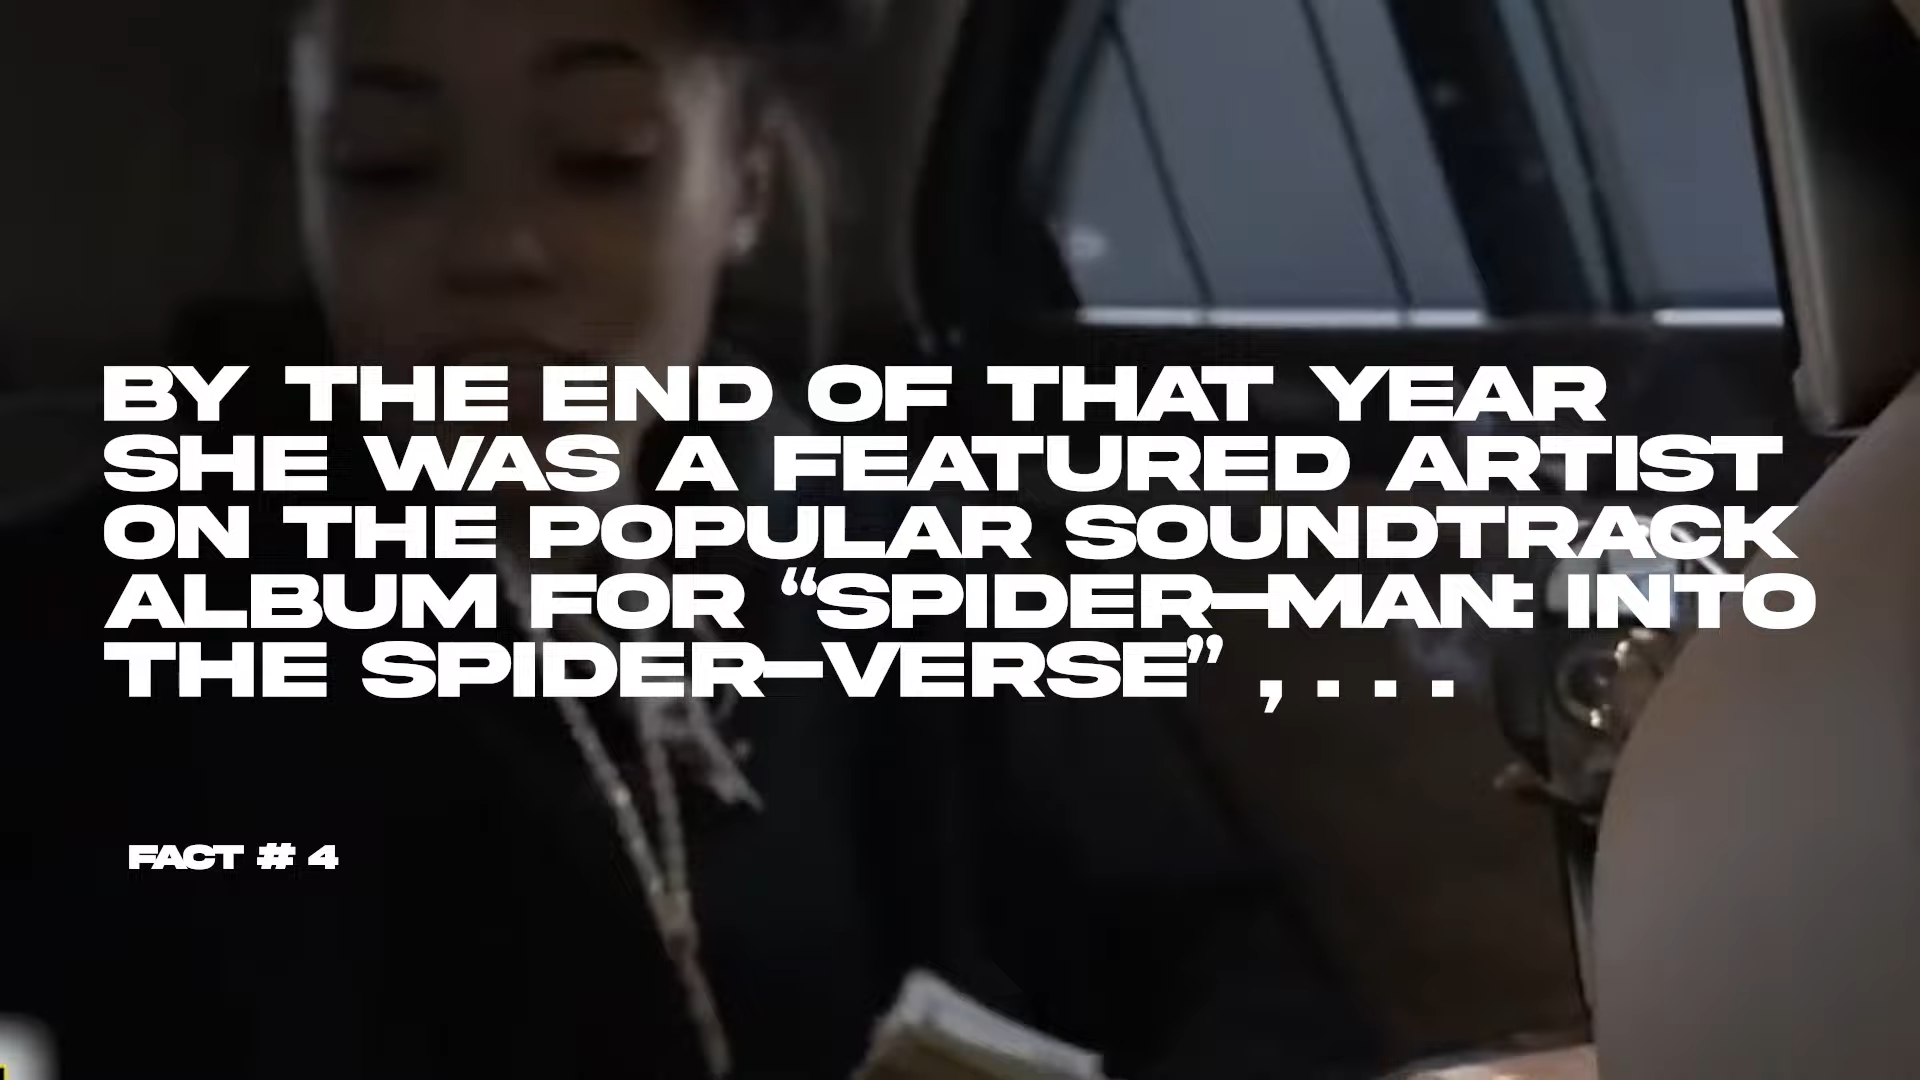 BY THE END OF THAT YEAR
SHE WAS A FEATURED ARTIST
ON THE POPULAR SOUNDTRACK
ALBUM FOR “SPIDER-MAN: INTO
THE SPIDER-VERSE” , . . .
FACT # 4